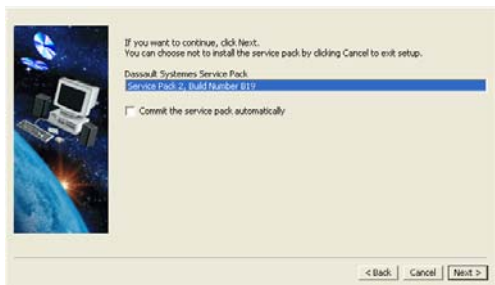 If you want to continue, click Next.
You can choose not to install the service pack by clicking Cancel to exit setup.
Dassault Systemes Service Pack
Service Pack 2, Build Number B19
Commit the service pack automatically
< Back Cancel Next >